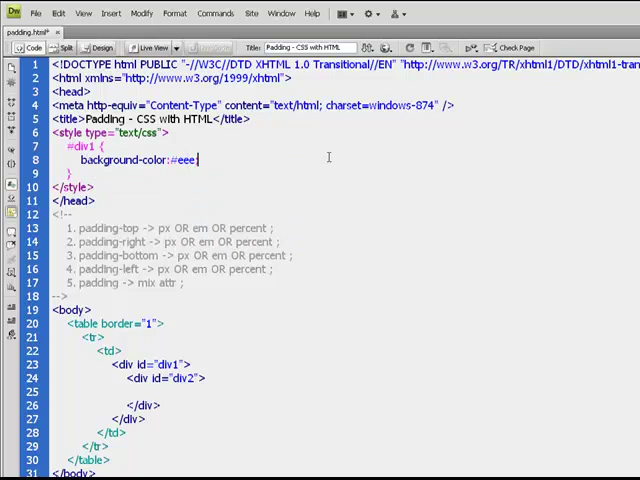 Dw File Edit View Insert Modify Format Commands Site Window Help
padding.html* ×
Code Split Design Live View Title: Padding - CSS with HTML Check Page
1 <!DOCTYPE html PUBLIC "-//W3C//DTD XHTML 1.0 Transitional//EN" "http://www.w3.org/TR/xhtml1/DTD/xhtml1-tran
2 <html xmlns="http://www.w3.org/1999/xhtml">
3 <head>
4 <meta http-equiv="Content-Type" content="text/html; charset=windows-874" />
5 <title>Padding - CSS with HTML</title>
6 <style type="text/css">
7 #div1 {
8 background-color:#eee;
9 }
10 </style>
11 </head>
12 <!--
13 1. padding-top -> px OR em OR percent ;
14 2. padding-right -> px OR em OR percent ;
15 3. padding-bottom -> px OR em OR percent ;
16 4. padding-left -> px OR em OR percent ;
17 5. padding -> mix attr ;
18 -->
19 <body>
20 <table border="1">
21 <tr>
22 <td>
23 <div id="div1">
24 <div id="div2">
25
26 </div>
27 </div>
28 </td>
29 </tr>
30 </table>
31 </body>